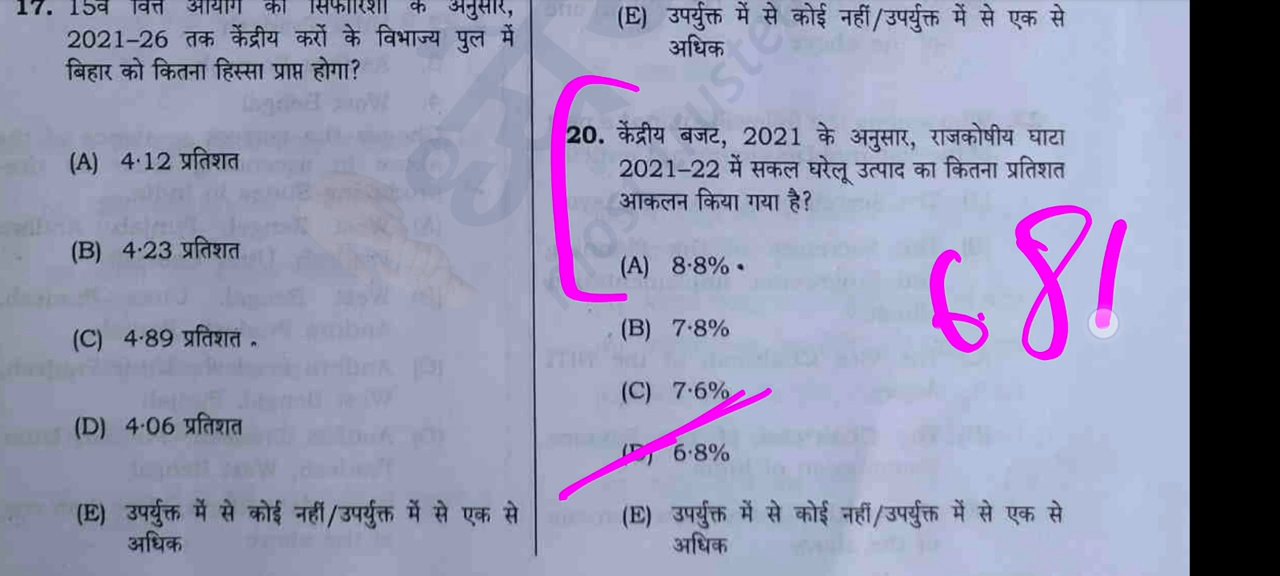 17. 15वें वित्त आयोग की सिफारिशों के अनुसार,
2021–26 तक केंद्रीय करों के विभाज्य पुल में
बिहार को कितना हिस्सा प्राप्त होगा?
(A) 4·12 प्रतिशत
(B) 4·23 प्रतिशत
(C) 4·89 प्रतिशत
(D) 4·06 प्रतिशत
(E) उपर्युक्त में से कोई नहीं/उपर्युक्त में से एक से
अधिक
(E) उपर्युक्त में से कोई नहीं/उपर्युक्त में से एक से
अधिक
20. केंद्रीय बजट, 2021 के अनुसार, राजकोषीय घाटा
2021–22 में सकल घरेलू उत्पाद का कितना प्रतिशत
आकलन किया गया है?
(A) 8·8%
(B) 7·8%
(C) 7·6%
(D) 6·8%
(E) उपर्युक्त में से कोई नहीं/उपर्युक्त में से एक से
अधिक
6.81